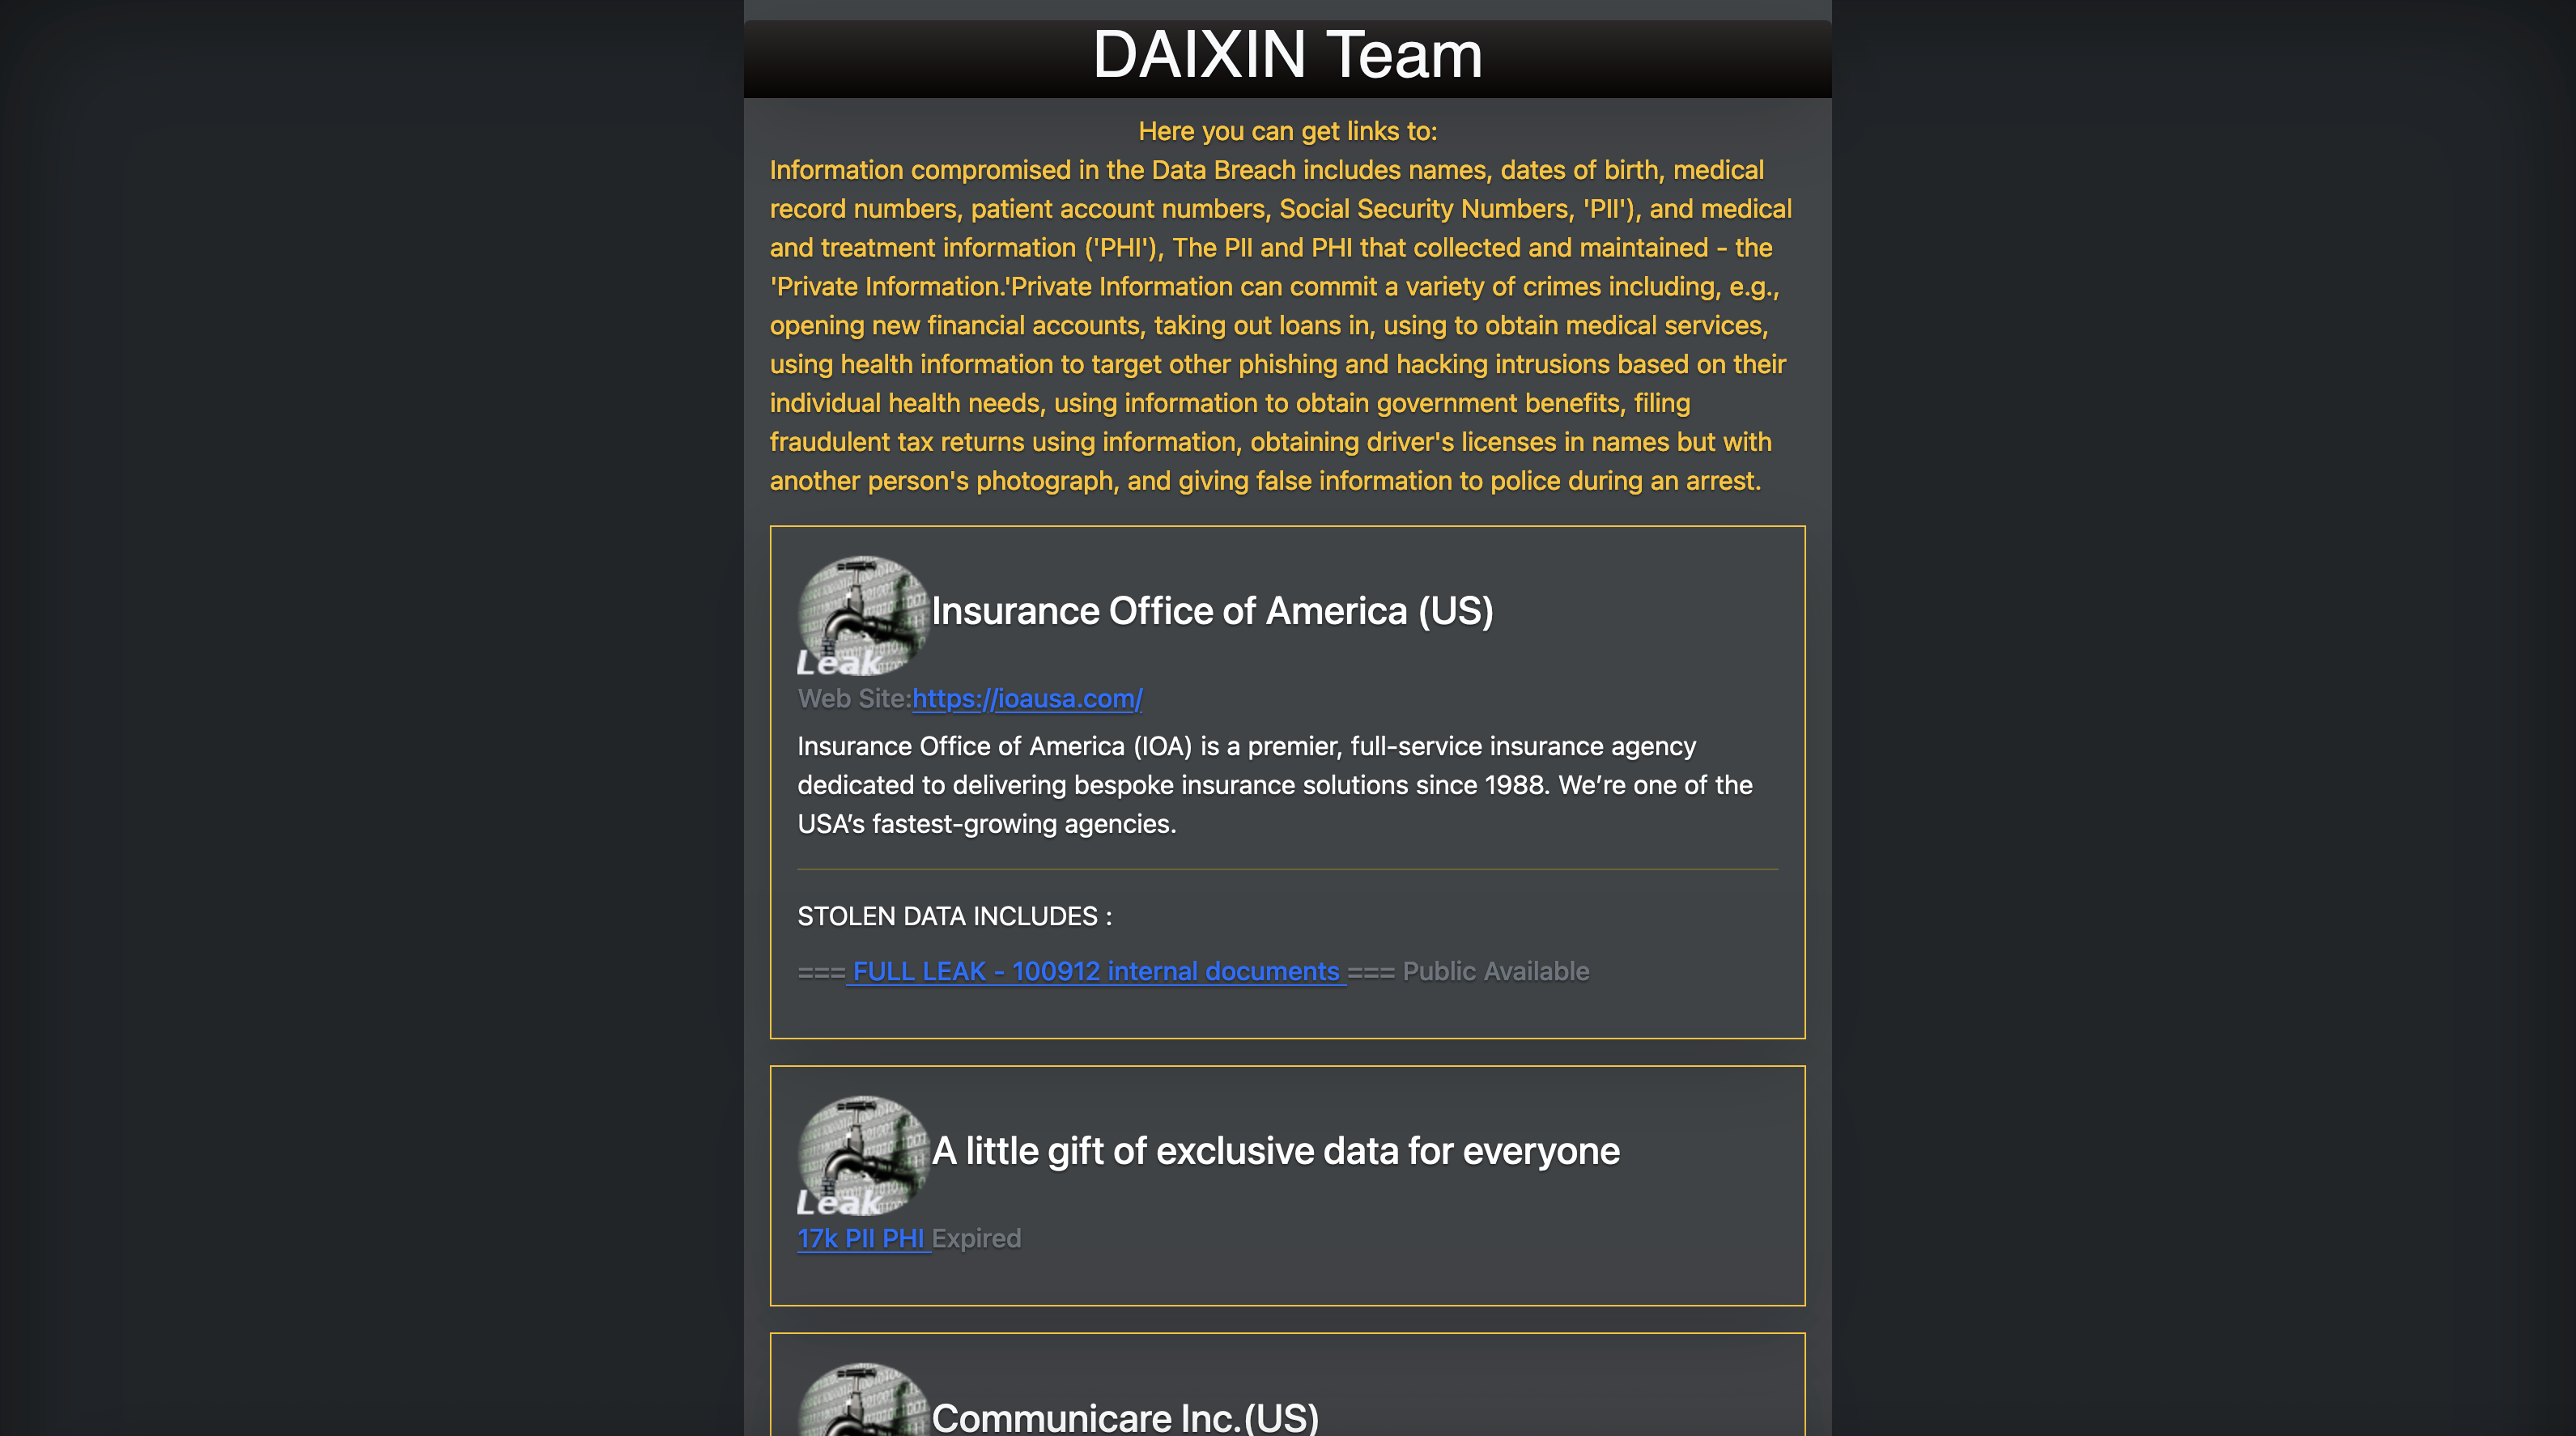 DAIXIN Team
Here you can get links to:
Information compromised in the Data Breach includes names, dates of birth, medical
record numbers, patient account numbers, Social Security Numbers, 'PII'), and medical
and treatment information ('PHI'), The PII and PHI that collected and maintained - the
'Private Information.'Private Information can commit a variety of crimes including, e.g.,
opening new financial accounts, taking out loans in, using to obtain medical services,
using health information to target other phishing and hacking intrusions based on their
individual health needs, using information to obtain government benefits, filing
fraudulent tax returns using information, obtaining driver's licenses in names but with
another person's photograph, and giving false information to police during an arrest.
Leak
Insurance Office of America (US)
Web Site:https://ioausa.com/
Insurance Office of America (IOA) is a premier, full-service insurance agency
dedicated to delivering bespoke insurance solutions since 1988. We’re one of the
USA’s fastest-growing agencies.
STOLEN DATA INCLUDES :
=== FULL LEAK - 100912 internal documents === Public Available
Leak
A little gift of exclusive data for everyone
17k PII PHI Expired
Communicare Inc.(US)